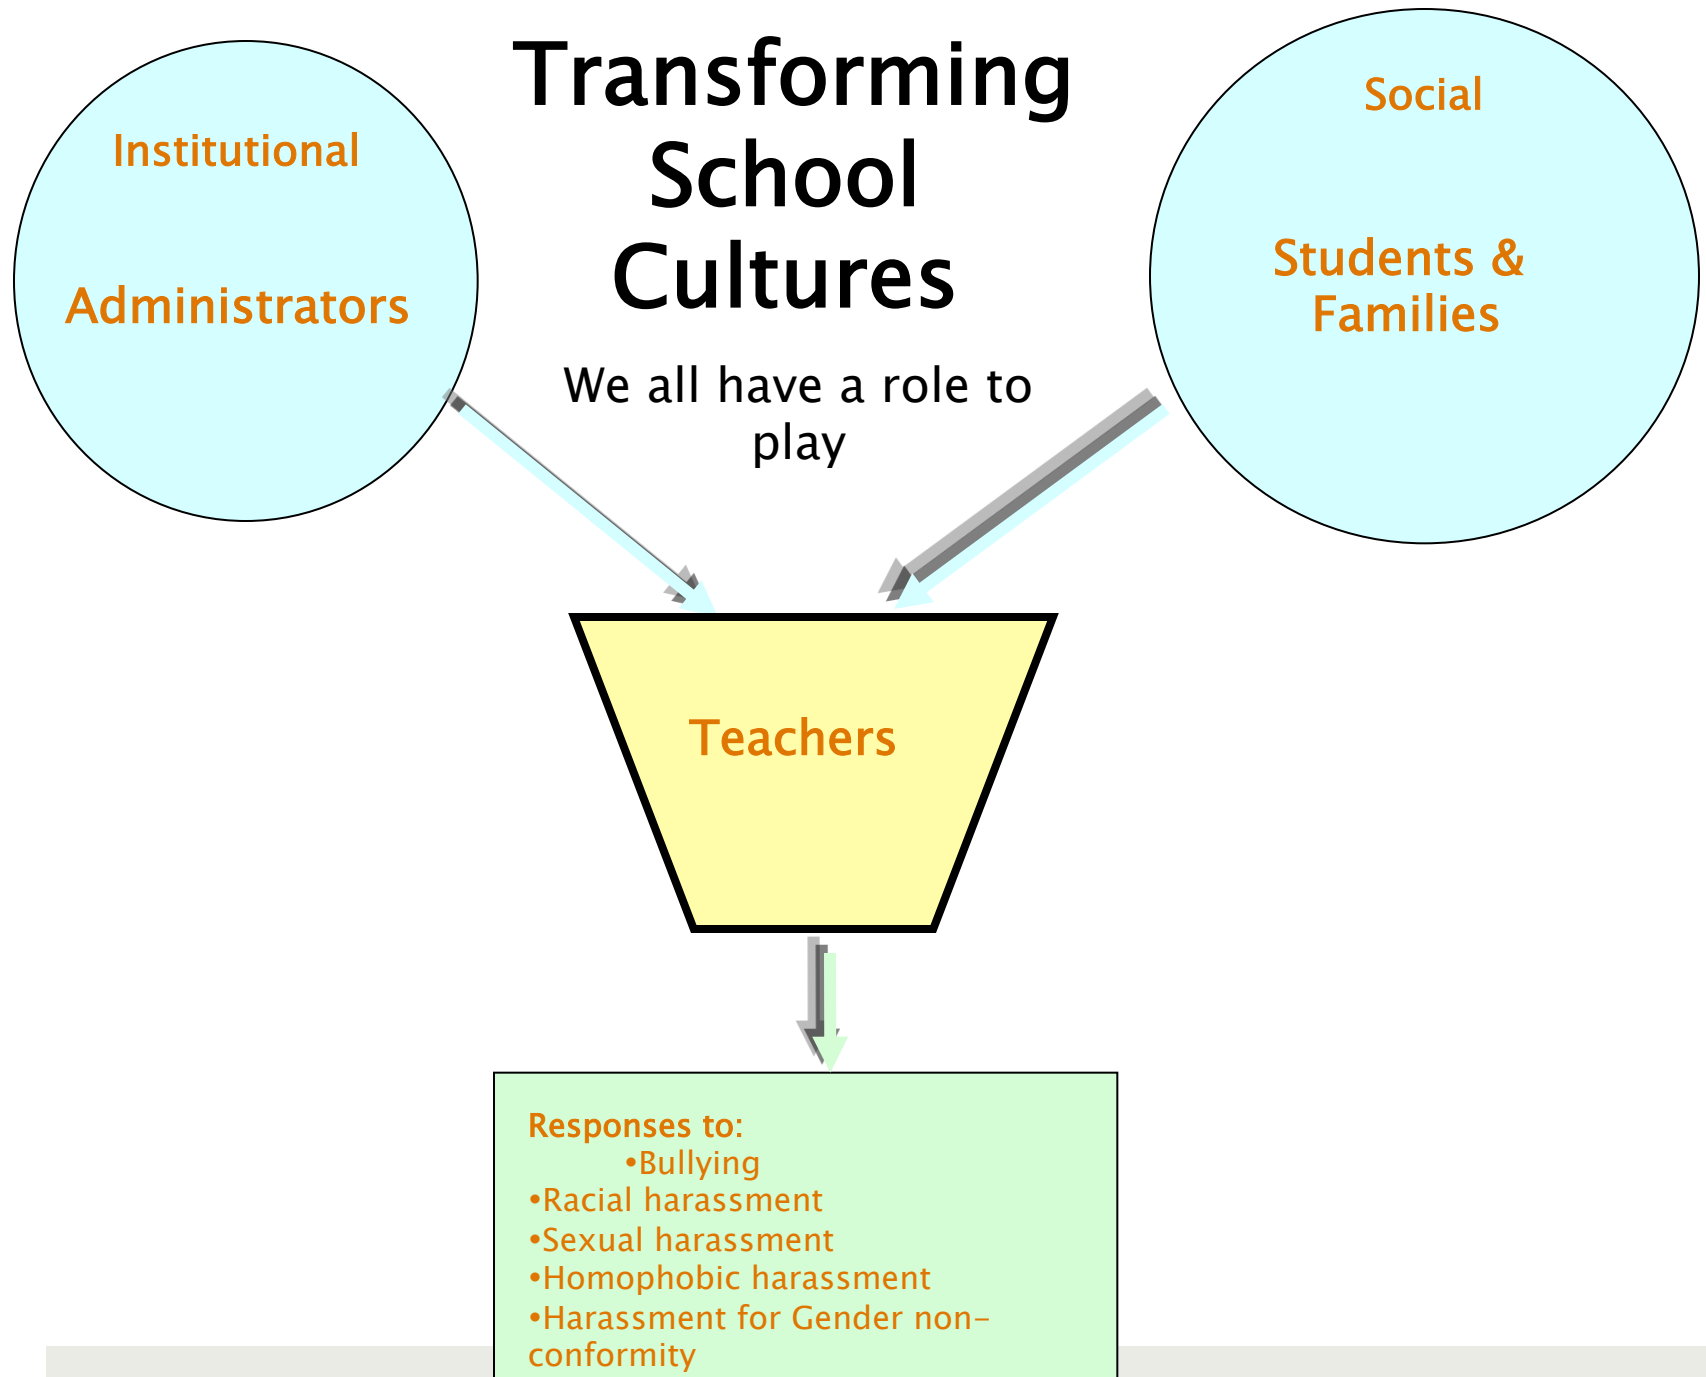 Transforming
School
Cultures
We all have a role to
play
Institutional
Administrators
Social
Students &
Families
Teachers
Responses to:
•Bullying
•Racial harassment
•Sexual harassment
•Homophobic harassment
•Harassment for Gender non-
conformity